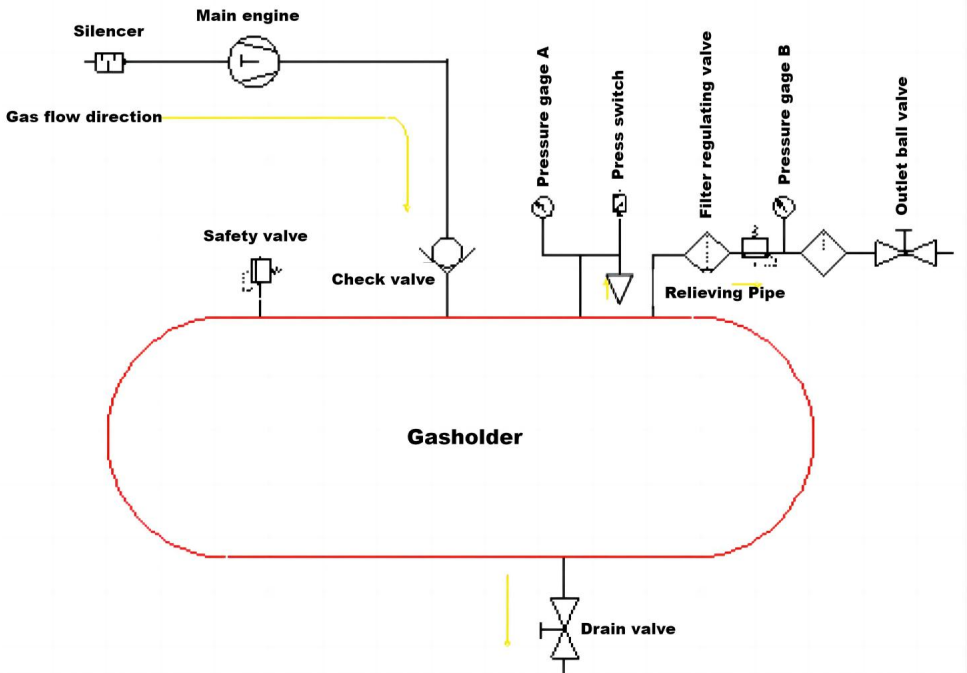 Main engine
Silencer
Gas flow direction
Pressure gage A
Press switch
Filter regulating valve
Pressure gage B
Outlet ball valve
Safety valve
Check valve
Relieving Pipe
Gasholder
Drain valve